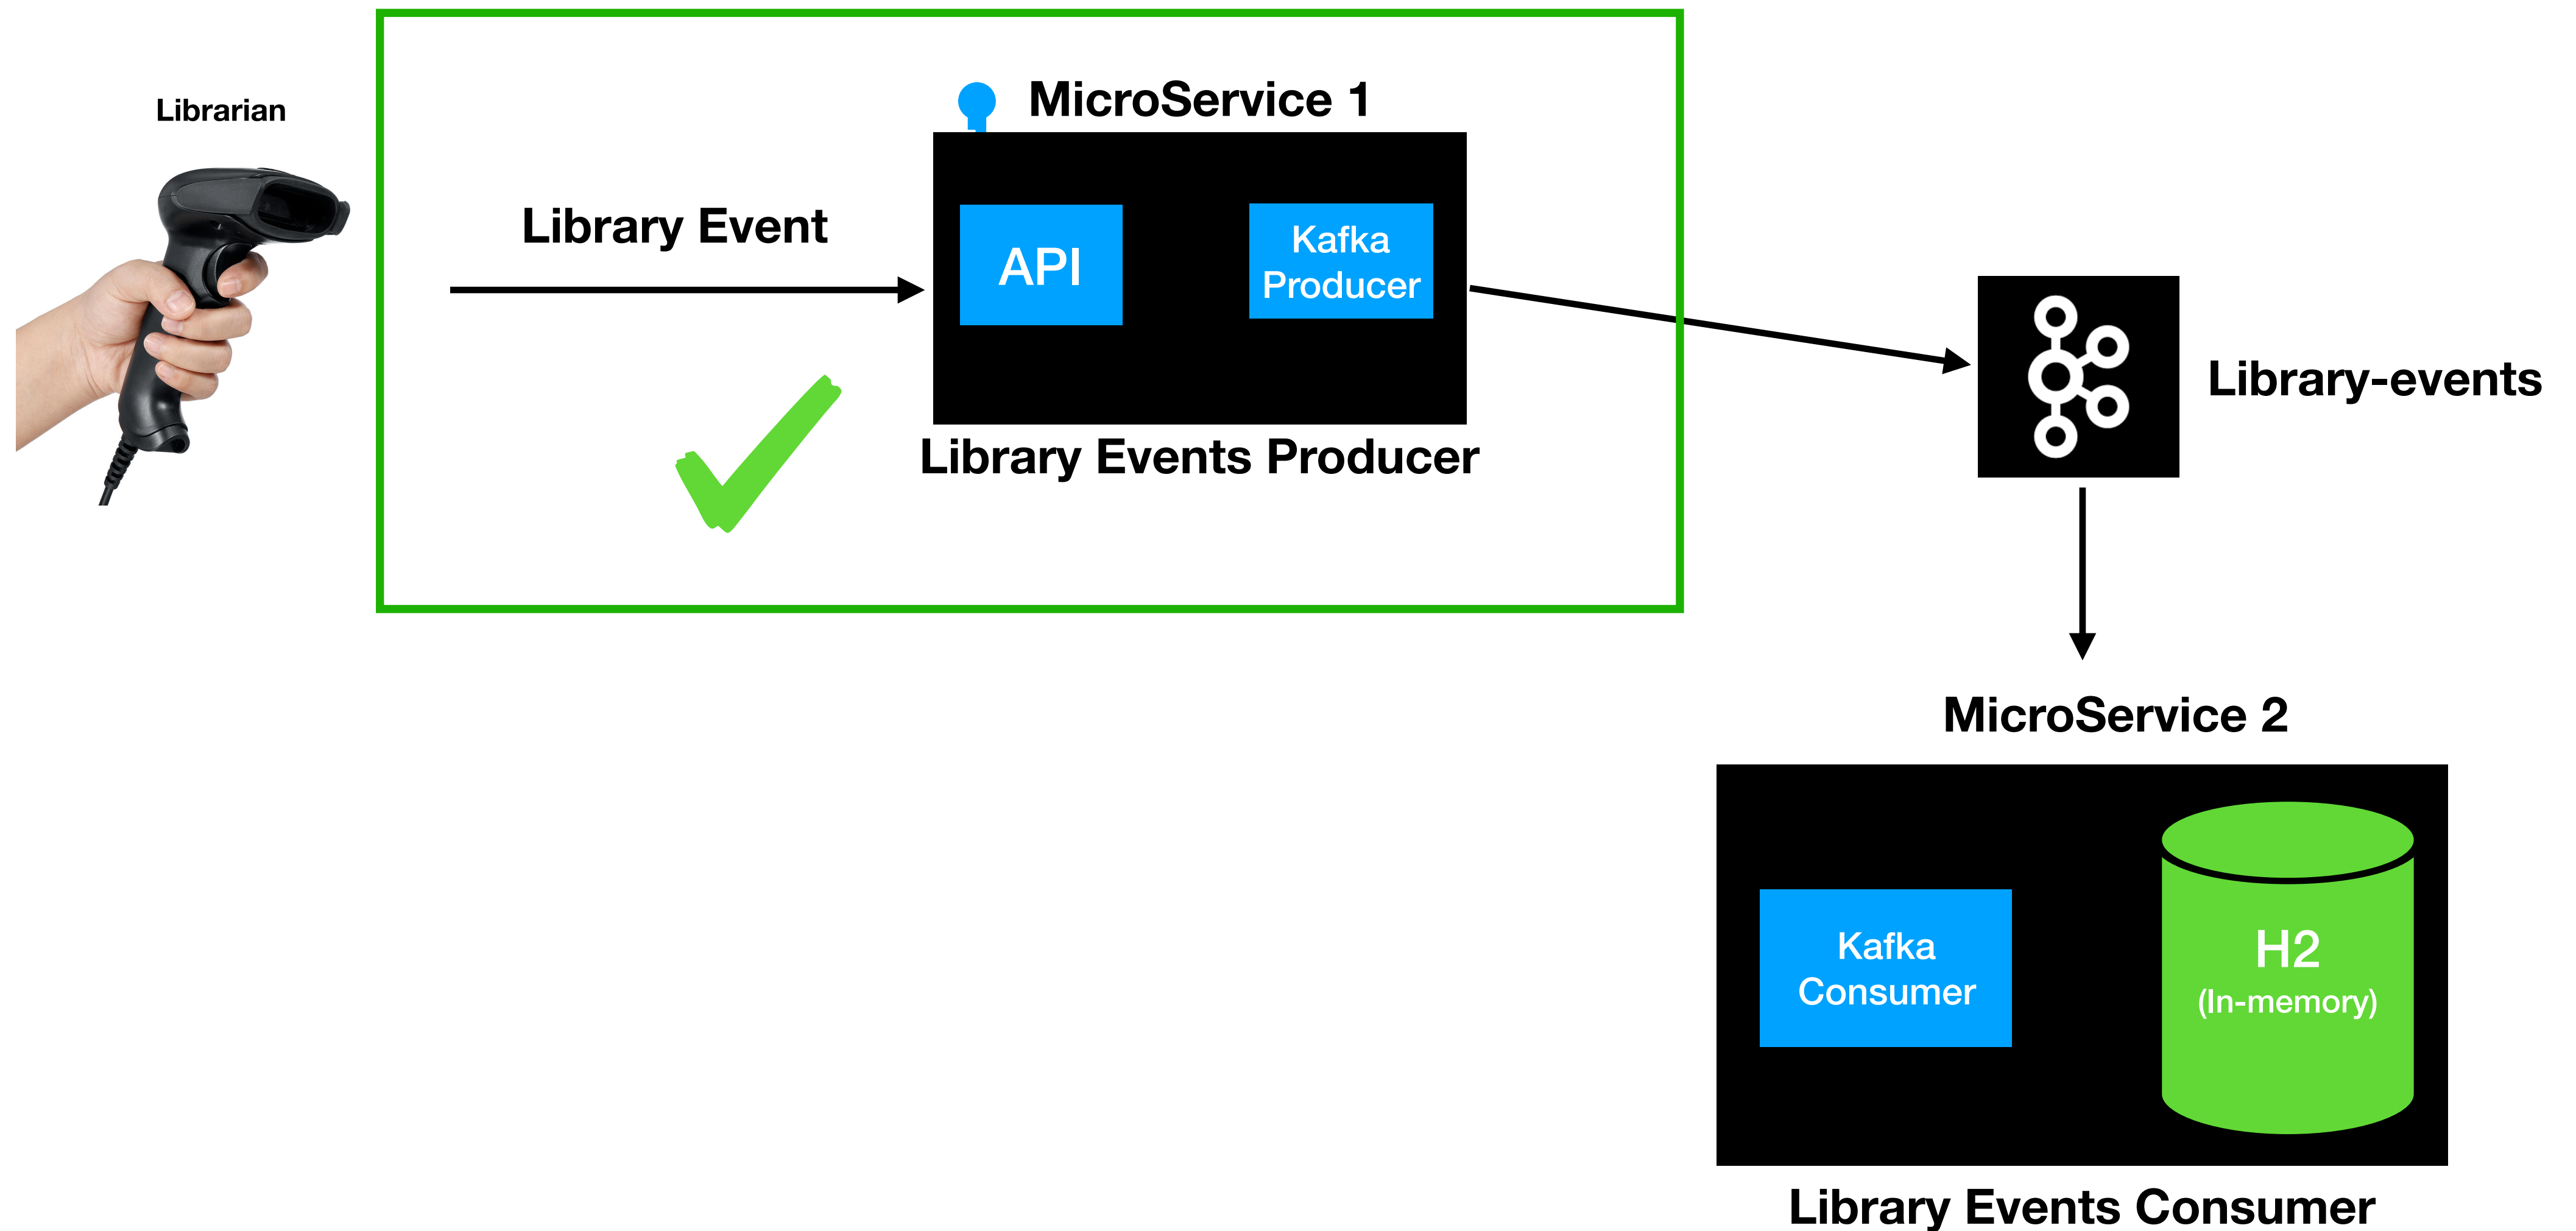 Librarian
MicroService 1
Library Event
API
Kafka
Producer
Library Events Producer
Library-events
MicroService 2
Kafka
Consumer
H2
(In-memory)
Library Events Consumer